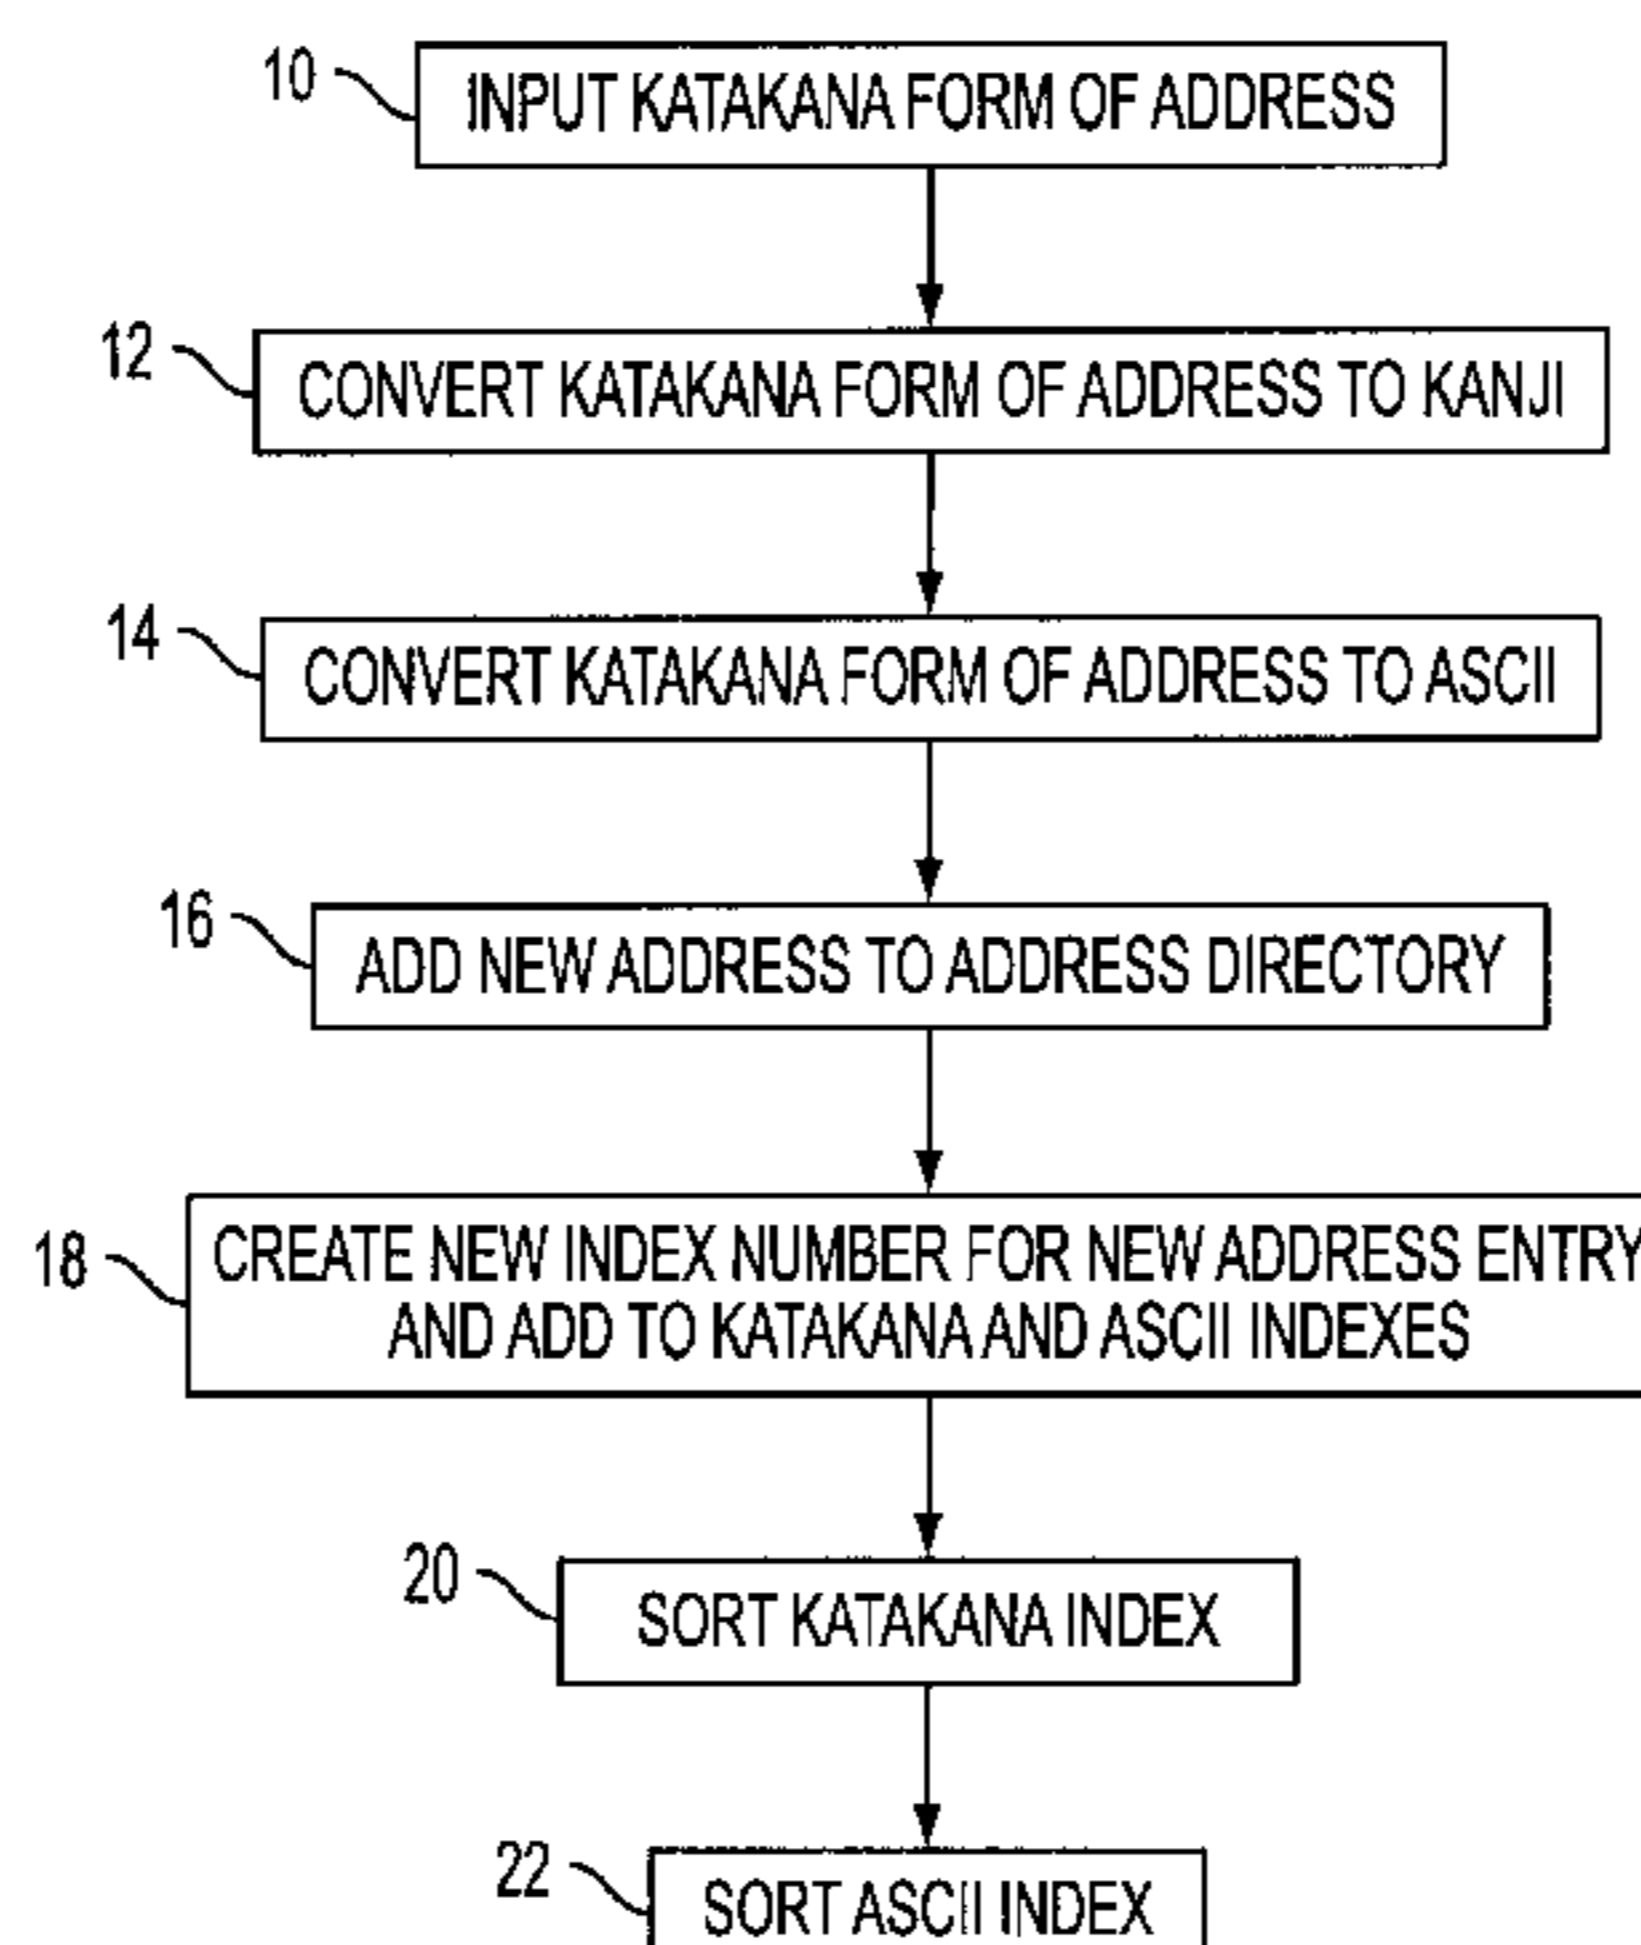 10
INPUT KATAKANA FORM OF ADDRESS
12
CONVERT KATAKANA FORM OF ADDRESS TO KANJI
14
CONVERT KATAKANA FORM OF ADDRESS TO ASCII
16
ADD NEW ADDRESS TO ADDRESS DIRECTORY
18
CREATE NEW INDEX NUMBER FOR NEW ADDRESS ENTRY
AND ADD TO KATAKANA AND ASCII INDEXES
20
SORT KATAKANA INDEX
22
SORT ASCII INDEX